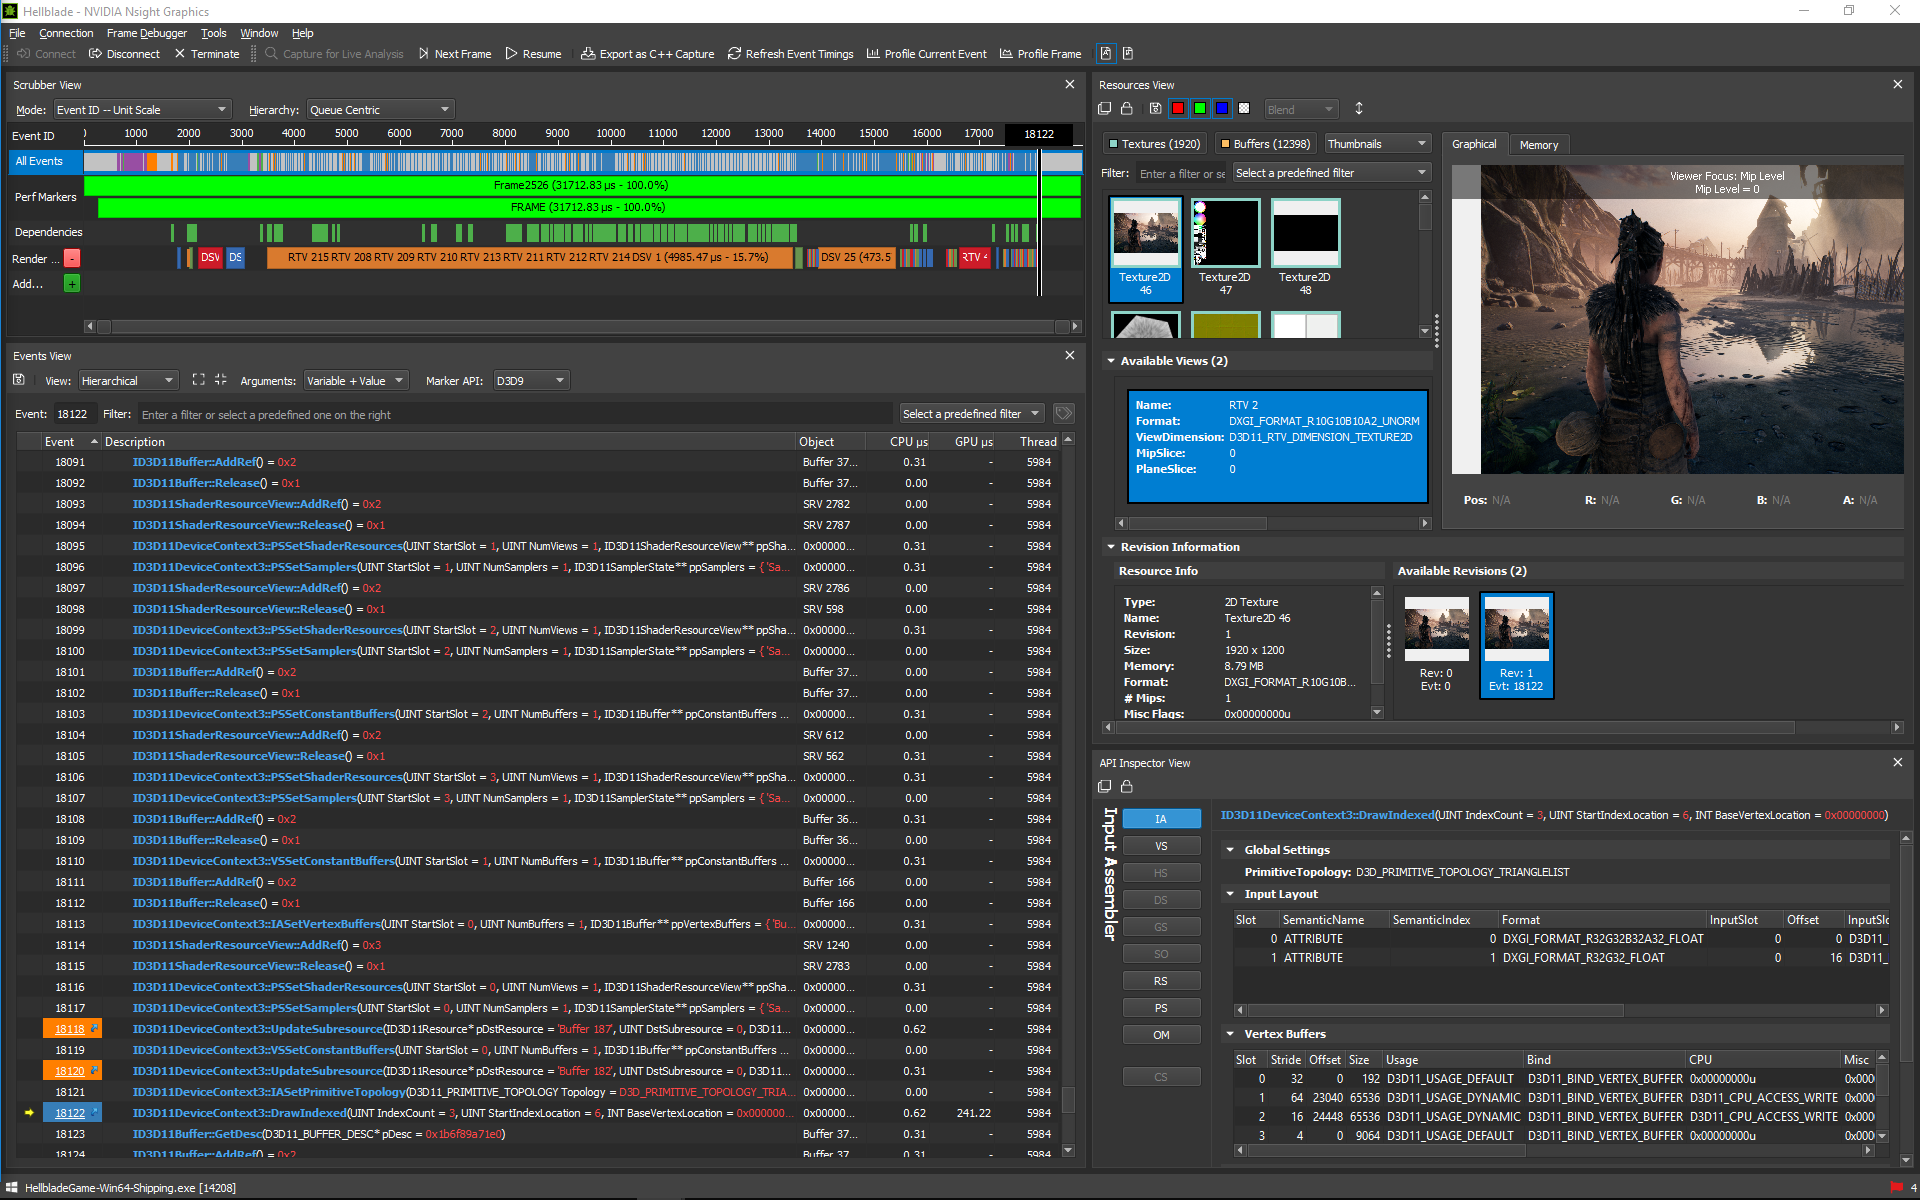 Hellblade - NVIDIA Nsight Graphics
File Connection Frame Debugger Tools Window Help
Connect Disconnect Terminate Capture for Live Analysis Next Frame Resume Export as C++ Capture Refresh Event Timings Profile Current Event Profile Frame
Scrubber View
Mode: Event ID -- Unit Scale Hierarchy: Queue Centric
Event ID 1000 2000 3000 4000 5000 6000 7000 8000 9000 10000 11000 12000 13000 14000 15000 16000 17000 18122
All Events
Perf Markers
Frame2526 (31712.83 µs - 100.0%)
FRAME (31712.83 µs - 100.0%)
Dependencies
Render ... - DSV DS RTV 215 RTV 208 RTV 209 RTV 210 RTV 213 RTV 211 RTV 212 RTV 214 DSV 1 (4985.47 µs - 15.7%) DSV 25 (473.5 RTV 4
Add... +
Events View
View: Hierarchical Arguments: Variable + Value Marker API: D3D9
Event: 18122 Filter: Enter a filter or select a predefined one on the right Select a predefined filter
Event Description Object CPU µs GPU µs Thread
18091 ID3D11Buffer::AddRef() = 0x2 Buffer 37... 0.31 - 5984
18092 ID3D11Buffer::Release() = 0x1 Buffer 37... 0.00 - 5984
18093 ID3D11ShaderResourceView::AddRef() = 0x2 SRV 2782 0.00 - 5984
18094 ID3D11ShaderResourceView::Release() = 0x1 SRV 2787 0.00 - 5984
18095 ID3D11DeviceContext3::PSSetShaderResources(UINT StartSlot = 1, UINT NumViews = 1, ID3D11ShaderResourceView** ppSha... 0x00000... 0.31 - 5984
18096 ID3D11DeviceContext3::PSSetSamplers(UINT StartSlot = 1, UINT NumSamplers = 1, ID3D11SamplerState** ppSamplers = { 'Sa... 0x00000... 0.31 - 5984
18097 ID3D11ShaderResourceView::AddRef() = 0x2 SRV 2786 0.00 - 5984
18098 ID3D11ShaderResourceView::Release() = 0x1 SRV 598 0.00 - 5984
18099 ID3D11DeviceContext3::PSSetShaderResources(UINT StartSlot = 2, UINT NumViews = 1, ID3D11ShaderResourceView** ppSha... 0x00000... 0.31 - 5984
18100 ID3D11DeviceContext3::PSSetSamplers(UINT StartSlot = 2, UINT NumSamplers = 1, ID3D11SamplerState** ppSamplers = { 'Sa... 0x00000... 0.31 - 5984
18101 ID3D11Buffer::AddRef() = 0x2 Buffer 37... 0.00 - 5984
18102 ID3D11Buffer::Release() = 0x1 Buffer 37... 0.00 - 5984
18103 ID3D11DeviceContext3::PSSetConstantBuffers(UINT StartSlot = 2, UINT NumBuffers = 1, ID3D11Buffer** ppConstantBuffers ... 0x00000... 0.31 - 5984
18104 ID3D11ShaderResourceView::AddRef() = 0x2 SRV 612 0.00 - 5984
18105 ID3D11ShaderResourceView::Release() = 0x1 SRV 562 0.31 - 5984
18106 ID3D11DeviceContext3::PSSetShaderResources(UINT StartSlot = 3, UINT NumViews = 1, ID3D11ShaderResourceView** ppSha... 0x00000... 0.31 - 5984
18107 ID3D11DeviceContext3::PSSetSamplers(UINT StartSlot = 3, UINT NumSamplers = 1, ID3D11SamplerState** ppSamplers = { 'Sa... 0x00000... 0.31 - 5984
18108 ID3D11Buffer::AddRef() = 0x2 Buffer 36... 0.00 - 5984
18109 ID3D11Buffer::Release() = 0x1 Buffer 36... 0.00 - 5984
18110 ID3D11DeviceContext3::VSSetConstantBuffers(UINT StartSlot = 1, UINT NumBuffers = 1, ID3D11Buffer** ppConstantBuffers ... 0x00000... 0.31 - 5984
18111 ID3D11Buffer::AddRef() = 0x2 Buffer 166 0.00 - 5984
18112 ID3D11Buffer::Release() = 0x1 Buffer 166 0.00 - 5984
18113 ID3D11DeviceContext3::IASetVertexBuffers(UINT StartSlot = 0, UINT NumBuffers = 1, ID3D11Buffer** ppVertexBuffers = { 'Bu... 0x00000... 0.31 - 5984
18114 ID3D11ShaderResourceView::AddRef() = 0x3 SRV 1240 0.00 - 5984
18115 ID3D11ShaderResourceView::Release() = 0x1 SRV 2783 0.00 - 5984
18116 ID3D11DeviceContext3::PSSetShaderResources(UINT StartSlot = 0, UINT NumViews = 1, ID3D11ShaderResourceView** ppSha... 0x00000... 0.31 - 5984
18117 ID3D11DeviceContext3::PSSetSamplers(UINT StartSlot = 0, UINT NumSamplers = 1, ID3D11SamplerState** ppSamplers = { 'Sa... 0x00000... 0.00 - 5984
18118 ID3D11DeviceContext3::UpdateSubresource(ID3D11Resource* pDstResource = 'Buffer 187', UINT DstSubresource = 0, D3D11... 0x00000... 0.62 - 5984
18119 ID3D11DeviceContext3::VSSetConstantBuffers(UINT StartSlot = 0, UINT NumBuffers = 1, ID3D11Buffer** ppConstantBuffers ... 0x00000... 0.00 - 5984
18120 ID3D11DeviceContext3::UpdateSubresource(ID3D11Resource* pDstResource = 'Buffer 182', UINT DstSubresource = 0, D3D11... 0x00000... 0.31 - 5984
18121 ID3D11DeviceContext3::IASetPrimitiveTopology(D3D11_PRIMITIVE_TOPOLOGY Topology = D3D_PRIMITIVE_TOPOLOGY_TRIA... 0x00000... 0.00 - 5984
18122 ID3D11DeviceContext3::DrawIndexed(UINT IndexCount = 3, UINT StartIndexLocation = 6, INT BaseVertexLocation = 0x000000... 0x00000... 0.62 241.22 5984
18123 ID3D11Buffer::GetDesc(D3D11_BUFFER_DESC* pDesc = 0x1b6f89a71e0) Buffer 37... 0.31 - 5984
18124 ID3D11Buffer::AddRef() = 0x2 Buffer 37 0.31 - 5984
HellbladeGame-Win64-Shipping.exe [14208]
Resources View
Blend
Textures (1920) Buffers (12398) Thumbnails
Filter: Enter a filter or se Select a predefined filter
Texture2D 46
Texture2D 47
Texture2D 48
Graphical Memory
Viewer Focus: Mip Level
Mip Level = 0
Pos: N/A R: N/A G: N/A B: N/A A: N/A
Available Views (2)
Name: RTV 2
Format: DXGI_FORMAT_R10G10B10A2_UNORM
ViewDimension: D3D11_RTV_DIMENSION_TEXTURE2D
MipSlice: 0
PlaneSlice: 0
Revision Information
Resource Info
Type: 2D Texture
Name: Texture2D 46
Revision: 1
Size: 1920 x 1200
Memory: 8.79 MB
Format: DXGI_FORMAT_R10G10B...
# Mips: 1
Misc Flags: 0x00000000u
Available Revisions (2)
Rev: 0 Rev: 1
Evt: 0 Evt: 18122
API Inspector View
Input Assembler
IA
VS
HS
DS
GS
SO
RS
PS
OM
CS
ID3D11DeviceContext3::DrawIndexed(UINT IndexCount = 3, UINT StartIndexLocation = 6, INT BaseVertexLocation = 0x00000000)
Global Settings
PrimitiveTopology: D3D_PRIMITIVE_TOPOLOGY_TRIANGLELIST
Input Layout
Slot SemanticName SemanticIndex Format InputSlot Offset InputSlo
0 ATTRIBUTE 0 DXGI_FORMAT_R32G32B32A32_FLOAT 0 0 D3D11_
1 ATTRIBUTE 1 DXGI_FORMAT_R32G32_FLOAT 0 16 D3D11_
Vertex Buffers
Slot Stride Offset Size Usage Bind CPU Misc
0 32 0 192 D3D11_USAGE_DEFAULT D3D11_BIND_VERTEX_BUFFER 0x00000000u 0x000
1 64 23040 65536 D3D11_USAGE_DYNAMIC D3D11_BIND_VERTEX_BUFFER D3D11_CPU_ACCESS_WRITE 0x000
2 16 24448 65536 D3D11_USAGE_DYNAMIC D3D11_BIND_VERTEX_BUFFER D3D11_CPU_ACCESS_WRITE 0x000
3 4 0 9064 D3D11_USAGE_DEFAULT D3D11_BIND_VERTEX_BUFFER 0x00000000u 0x000
4